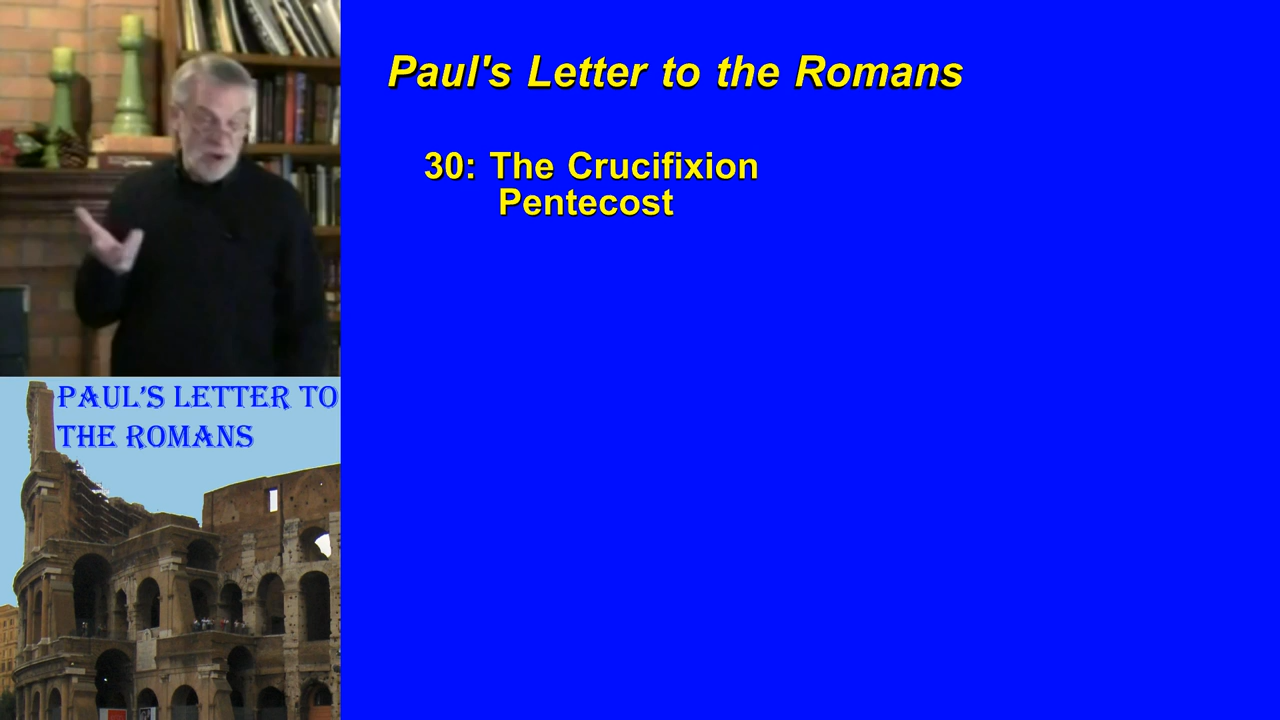 Paul's Letter to the Romans
30: The Crucifixion
Pentecost
PAUL'S LETTER TO
THE ROMANS